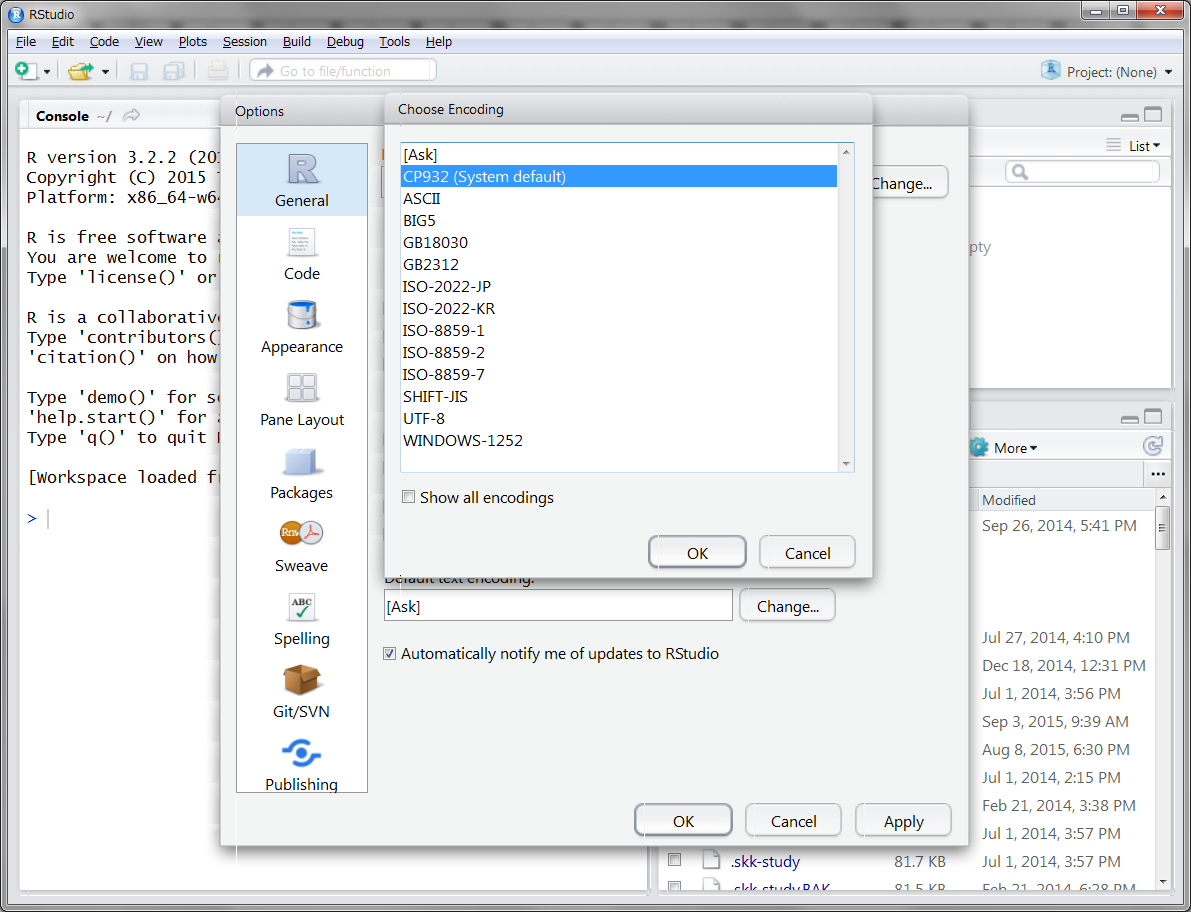 RStudio
File Edit Code View Plots Session Build Debug Tools Help
Go to file/function
Project: (None)
Console ~/
R version 3.2.2 (20
Copyright (C) 2015
Platform: x86_64-w64
R is free software
You are welcome to
Type 'license()' or
R is a collaborative
Type 'contributors()
'citation()' on how
Type 'demo()' for so
'help.start()' for
Type 'q()' to quit
[Workspace loaded fr
>
Options
General
Code
Appearance
Pane Layout
Packages
Sweave
ABC
Spelling
Git/SVN
Publishing
Change...
Choose Encoding
[Ask]
CP932 (System default)
ASCII
BIG5
GB18030
GB2312
ISO-2022-JP
ISO-2022-KR
ISO-8859-1
ISO-8859-2
ISO-8859-7
SHIFT-JIS
UTF-8
WINDOWS-1252
Show all encodings
OK Cancel
Default text encoding:
[Ask] Change...
Automatically notify me of updates to RStudio
OK Cancel Apply
List
pty
More
...
Modified
Sep 26, 2014, 5:41 PM
Jul 27, 2014, 4:10 PM
Dec 18, 2014, 12:31 PM
Jul 1, 2014, 3:56 PM
Sep 3, 2015, 9:39 AM
Aug 8, 2015, 6:30 PM
Jul 1, 2014, 2:15 PM
Feb 21, 2014, 3:38 PM
Jul 1, 2014, 3:57 PM
.skk-study 81.7 KB Jul 1, 2014, 3:57 PM
.skk-study.BAK 81.5 KB Feb 21, 2014, 6:28 PM